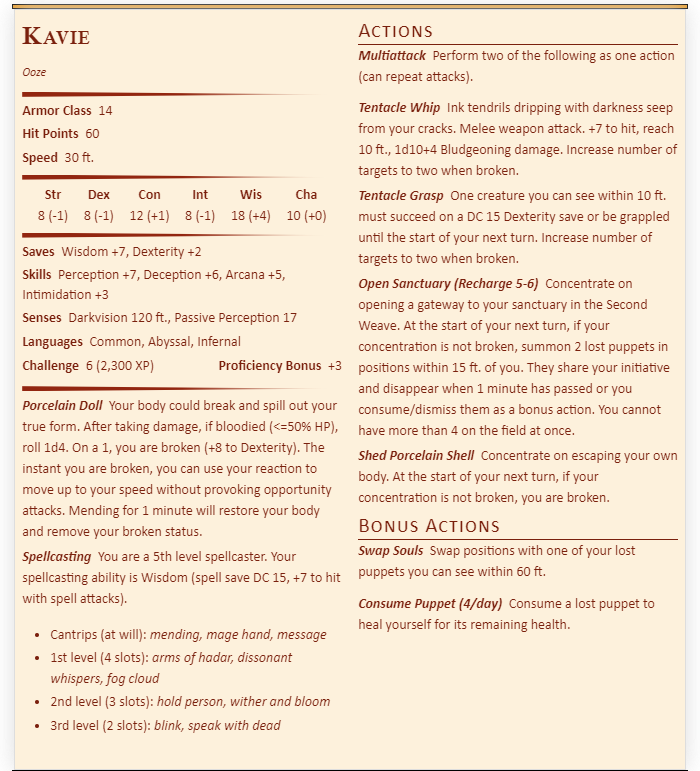 KAVIE
Ooze
Armor Class 14
Hit Points 60
Speed 30 ft.
Str Dex Con Int Wis Cha
8 (-1) 8 (-1) 12 (+1) 8 (-1) 18 (+4) 10 (+0)
Saves Wisdom +7, Dexterity +2
Skills Perception +7, Deception +6, Arcana +5,
Intimidation +3
Senses Darkvision 120 ft., Passive Perception 17
Languages Common, Abyssal, Infernal
Challenge 6 (2,300 XP) Proficiency Bonus +3
Porcelain Doll Your body could break and spill out your
true form. After taking damage, if bloodied (<=50% HP),
roll 1d4. On a 1, you are broken (+8 to Dexterity). The
instant you are broken, you can use your reaction to
move up to your speed without provoking opportunity
attacks. Mending for 1 minute will restore your body
and remove your broken status.
Spellcasting You are a 5th level spellcaster. Your
spellcasting ability is Wisdom (spell save DC 15, +7 to hit
with spell attacks).
• Cantrips (at will): mending, mage hand, message
• 1st level (4 slots): arms of hadar, dissonant
whispers, fog cloud
• 2nd level (3 slots): hold person, wither and bloom
• 3rd level (2 slots): blink, speak with dead
ACTIONS
Multiattack Perform two of the following as one action
(can repeat attacks).
Tentacle Whip Ink tendrils dripping with darkness seep
from your cracks. Melee weapon attack. +7 to hit, reach
10 ft., 1d10+4 Bludgeoning damage. Increase number of
targets to two when broken.
Tentacle Grasp One creature you can see within 10 ft.
must succeed on a DC 15 Dexterity save or be grappled
until the start of your next turn. Increase number of
targets to two when broken.
Open Sanctuary (Recharge 5-6) Concentrate on
opening a gateway to your sanctuary in the Second
Weave. At the start of your next turn, if your
concentration is not broken, summon 2 lost puppets in
positions within 15 ft. of you. They share your initiative
and disappear when 1 minute has passed or you
consume/dismiss them as a bonus action. You cannot
have more than 4 on the field at once.
Shed Porcelain Shell Concentrate on escaping your own
body. At the start of your next turn, if your
concentration is not broken, you are broken.
BONUS ACTIONS
Swap Souls Swap positions with one of your lost
puppets you can see within 60 ft.
Consume Puppet (4/day) Consume a lost puppet to
heal yourself for its remaining health.